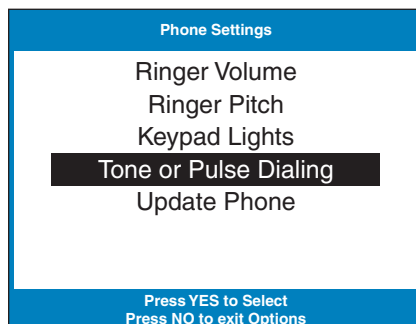 Phone Settings
Ringer Volume
Ringer Pitch
Keypad Lights
Tone or Pulse Dialing
Update Phone
Press YES to Select
Press NO to exit Options